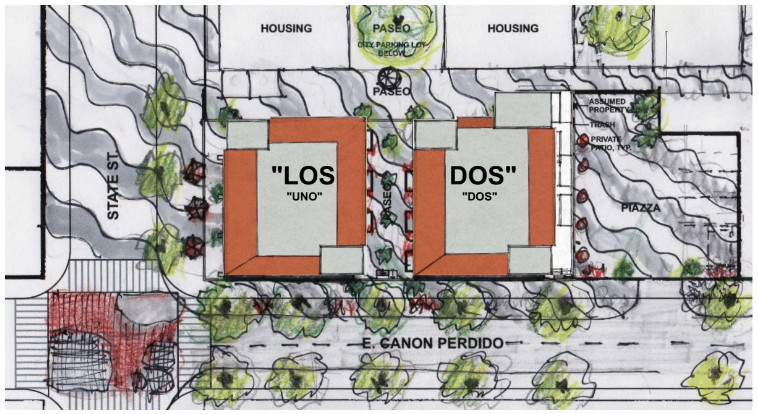 HOUSING
PASEO
HOUSING
CITY PARKING LOT
BELOW
PASEO
ASSUMED
PROPERTY
TRASH
PRIVATE
PATIO, TYP.
STATE ST
"LOS
"UNO"
PASEO
DOS"
"DOS"
PIAZZA
E. CANON PERDIDO